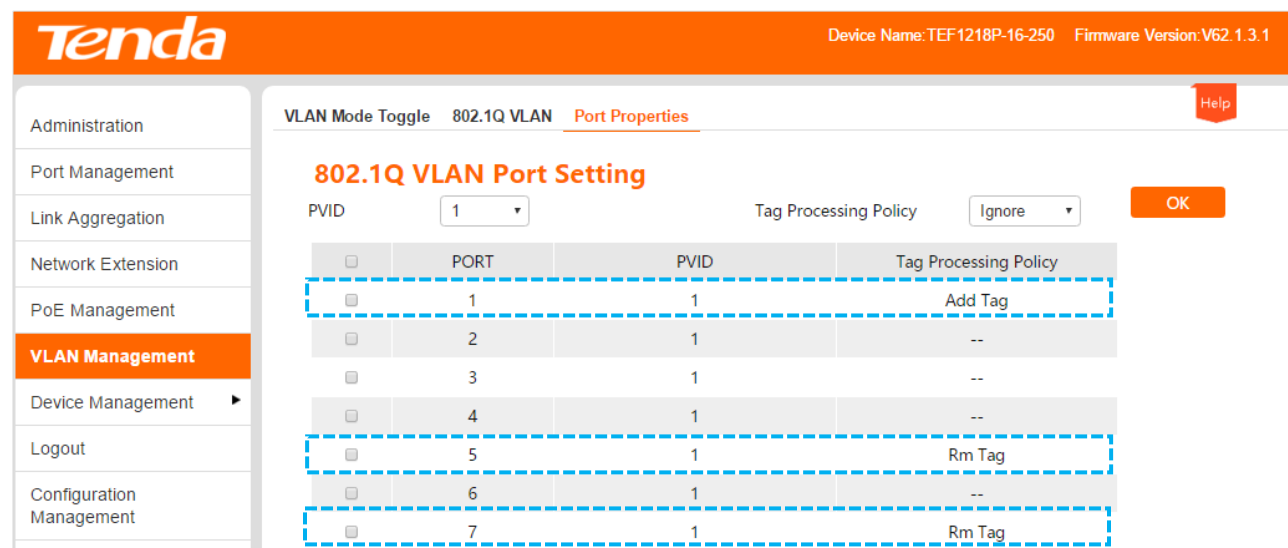 Tenda
Device Name:TEF1218P-16-250 Firmware Version:V62.1.3.1
Help
VLAN Mode Toggle 802.1Q VLAN Port Properties
Administration
Port Management
Link Aggregation
Network Extension
PoE Management
VLAN Management
Device Management
Logout
Configuration
Management
802.1Q VLAN Port Setting
PVID 1 Tag Processing Policy Ignore OK
PORT PVID Tag Processing Policy
1 1 Add Tag
2 1 --
3 1 --
4 1 --
5 1 Rm Tag
6 1 --
7 1 Rm Tag